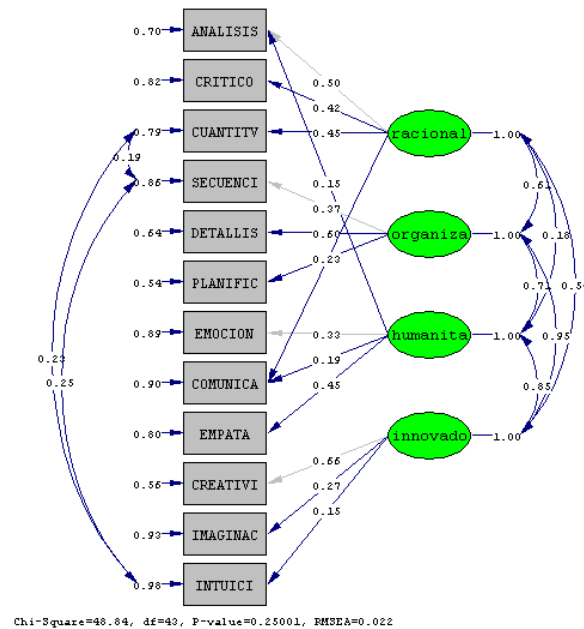 0.70 ANALISIS
0.50
0.82 CRITICO
0.42
0.79 CUANTITV 0.45 racional 1.00
0.19
0.86 SECUENCI 0.15
0.37
0.64 DETALLIS 0.60 organiza 1.00 0.18
0.23
0.54 PLANIFIC 0.71
0.89 EMOCION 0.33 humanita 1.00 0.95
0.23
0.25
0.90 COMUNICA 0.19 0.85
0.45
0.80 EMPATA innovado 1.00
0.66
0.56 CREATIVI 0.27
0.15
0.93 IMAGINAC
0.98 INTUICI
Chi-Square=48.84, df=43, P-value=0.25001, RMSEA=0.022